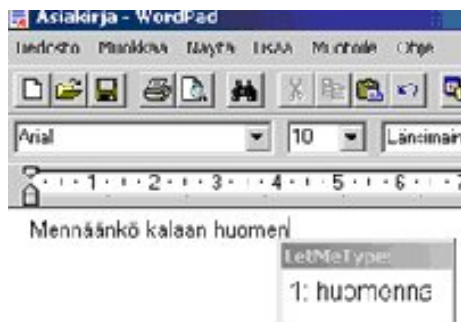 Asiakirja - WordPad
Tiedosto Muokkaa Näytä Lisää Muotoile Ohje
Arial 10 Länsimain
1 2 3 4 5 6 7
Mennäänkö kalaan huomen
LetMeType
1: huomenna